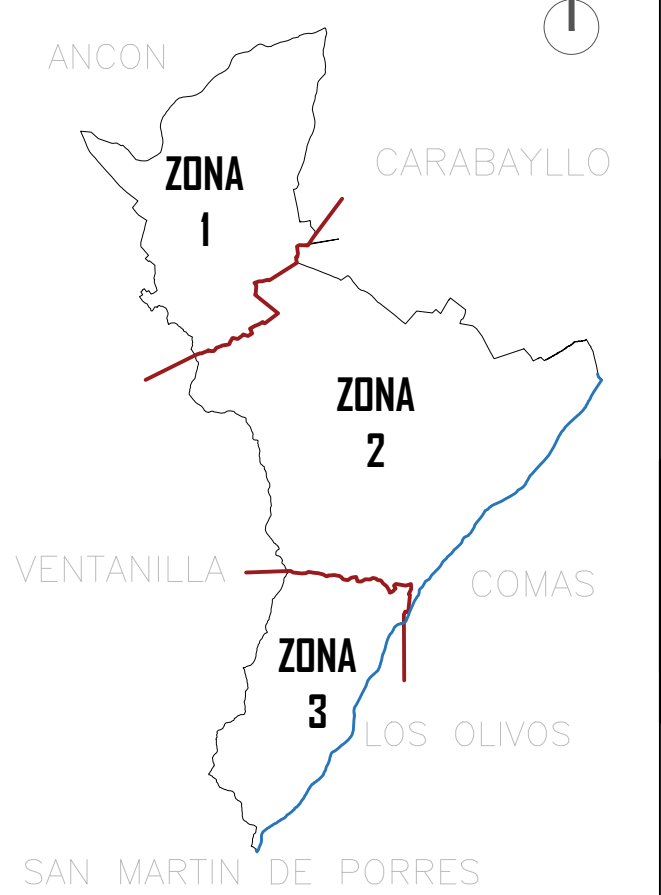 ANCON
CARABAYLLO
ZONA
1
ZONA
2
VENTANILLA
COMAS
ZONA
3
LOS OLIVOS
SAN MARTIN DE PORRES